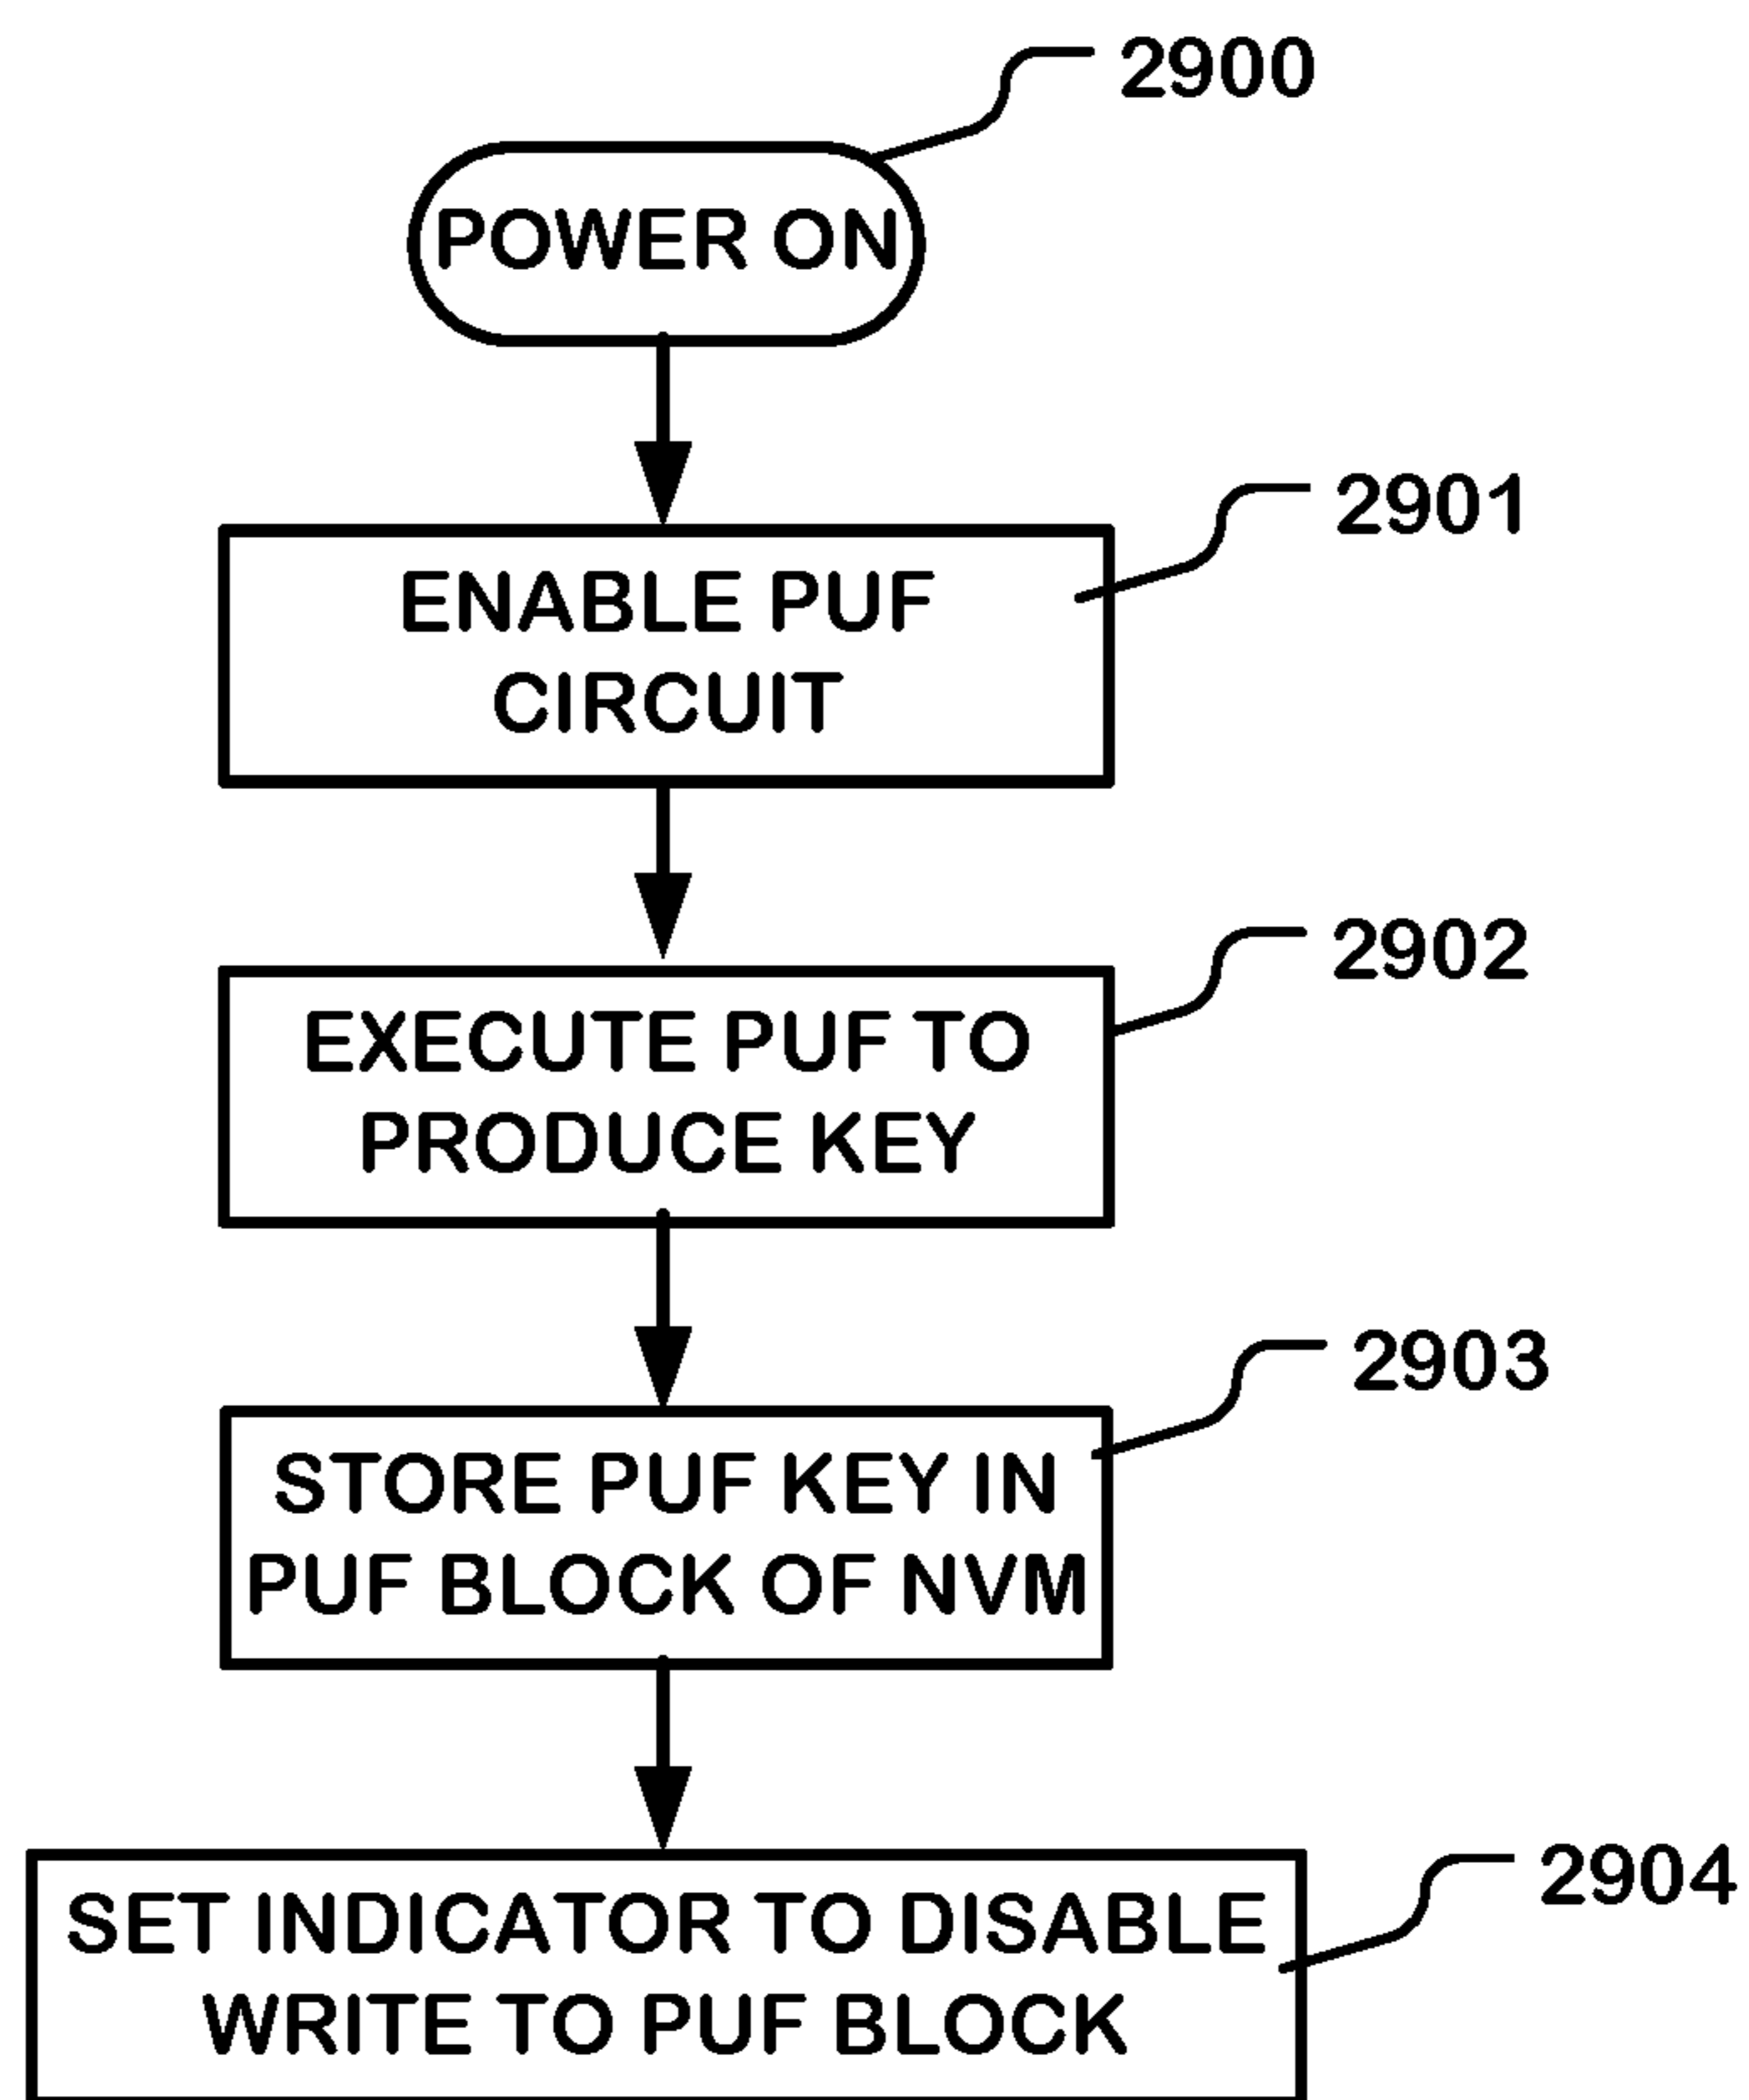 2900
POWER ON
2901
ENABLE PUF
CIRCUIT
2902
EXECUTE PUF TO
PRODUCE KEY
2903
STORE PUF KEY IN
PUF BLOCK OF NVM
2904
SET INDICATOR TO DISABLE
WRITE TO PUF BLOCK